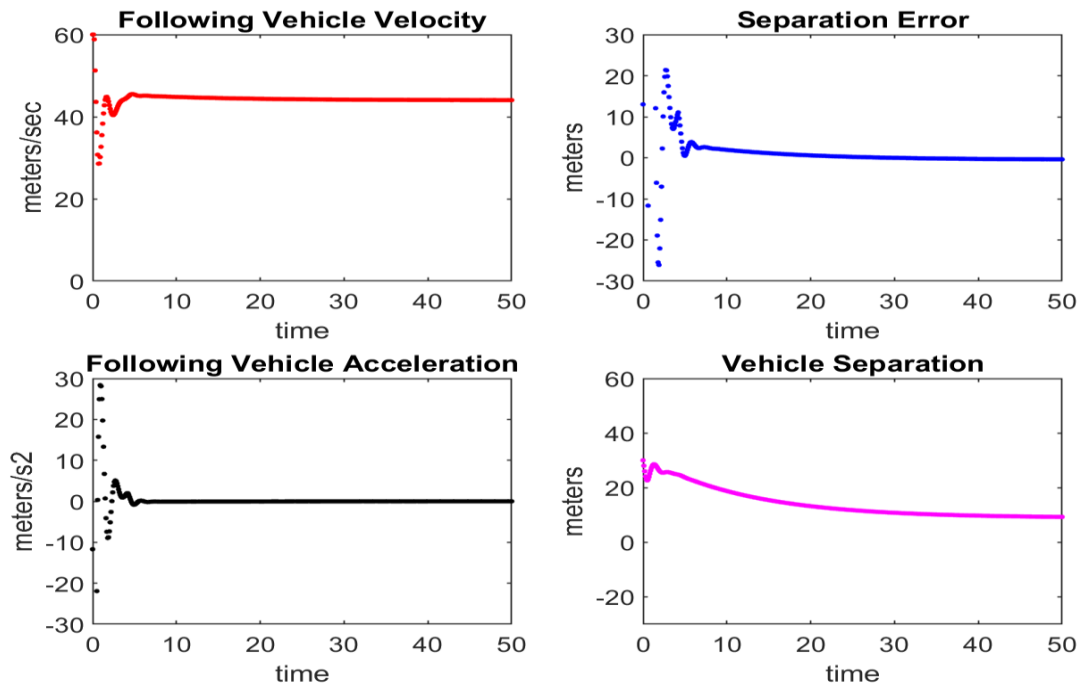 Following Vehicle Velocity
60
40
20
0
meters/sec
0 10 20 30 40 50
time
Separation Error
30
20
10
0
-10
-20
-30
meters
0 10 20 30 40 50
time
Following Vehicle Acceleration
30
20
10
0
-10
-20
-30
meters/s2
0 10 20 30 40 50
time
Vehicle Separation
60
40
20
0
-20
meters
0 10 20 30 40 50
time